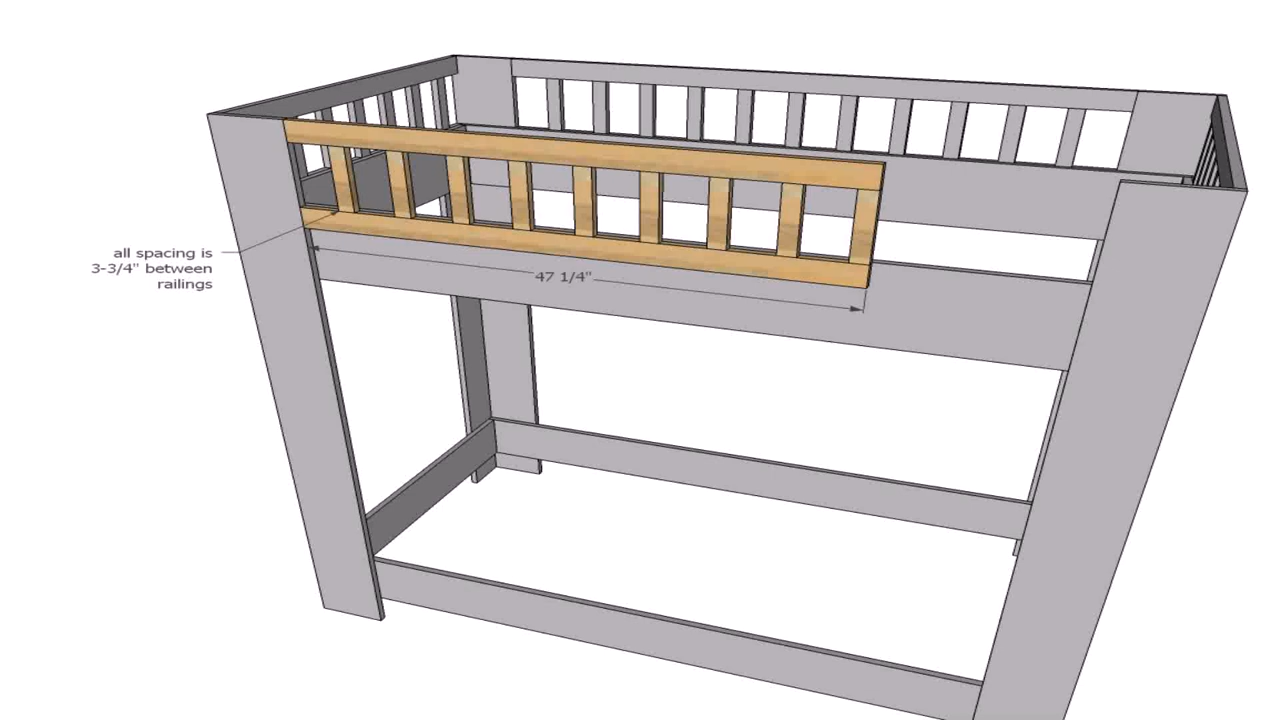 all spacing is
3-3/4" between
railings
47 1/4"